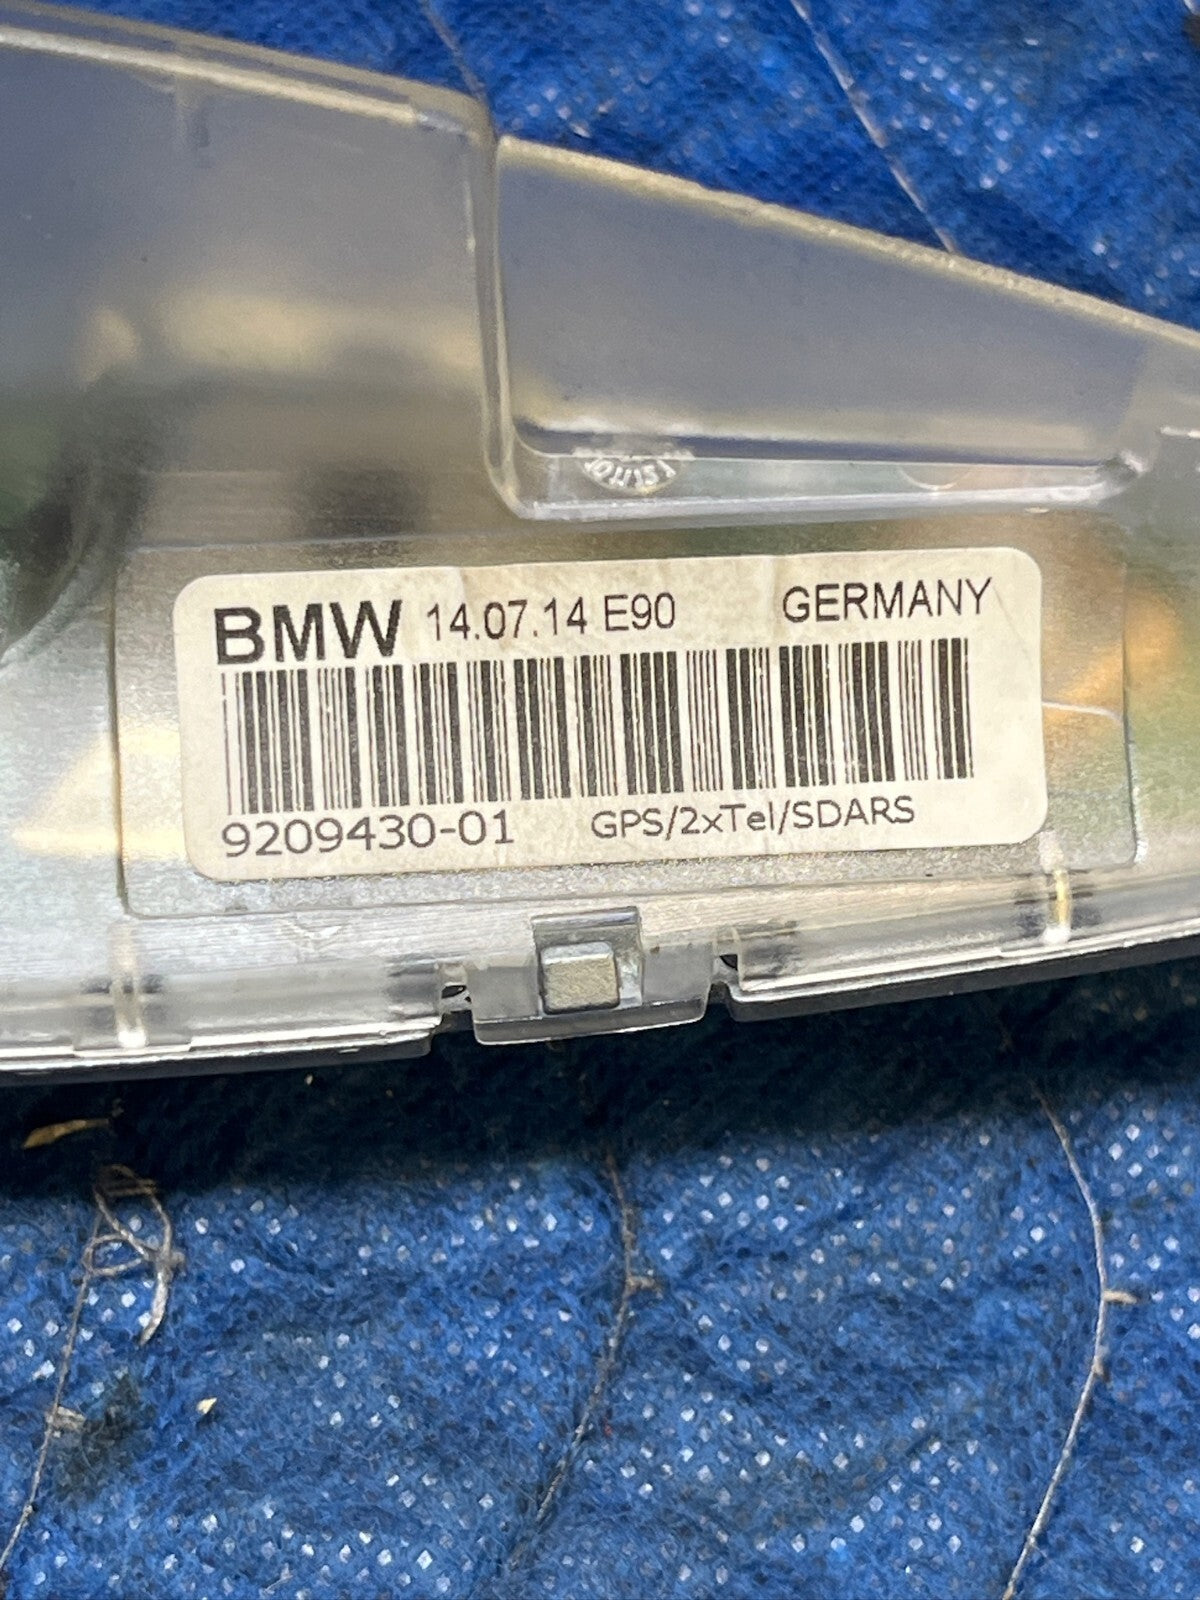 BMW 14.07.14 E90 GERMANY
9209430-01 GPS/2xTel/SDARS